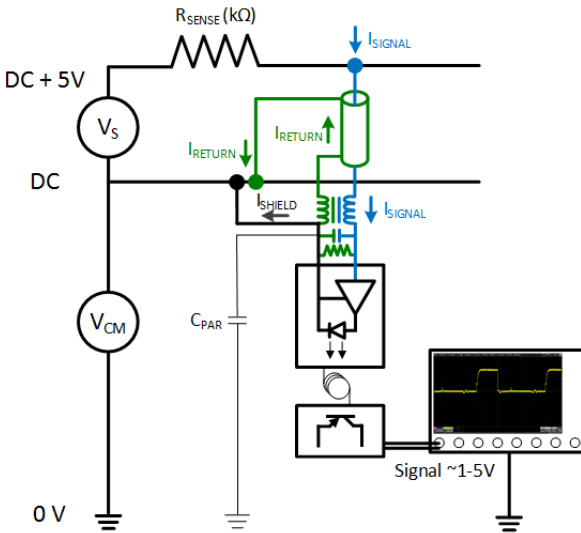 RSENSE (kΩ)
ISIGNAL
DC + 5V
VS
IRETURN
IRETURN
DC
ISHIELD
ISIGNAL
VCM
CPAR
Signal ~1-5V
0 V